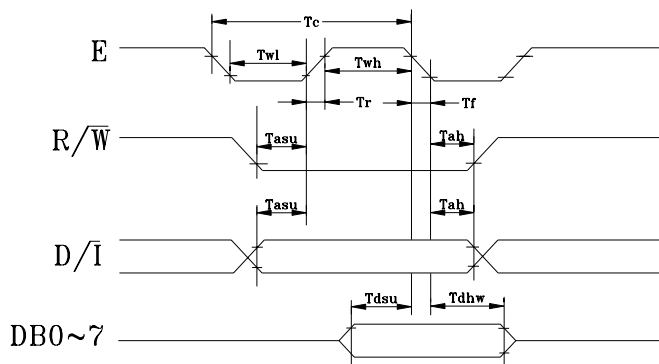 Tc
E
Twl
Twh
Tr
Tf
R/W̅
Tasu
Tah
Tasu
Tah
D/I̅
Tdsu
Tdhw
DB0~7